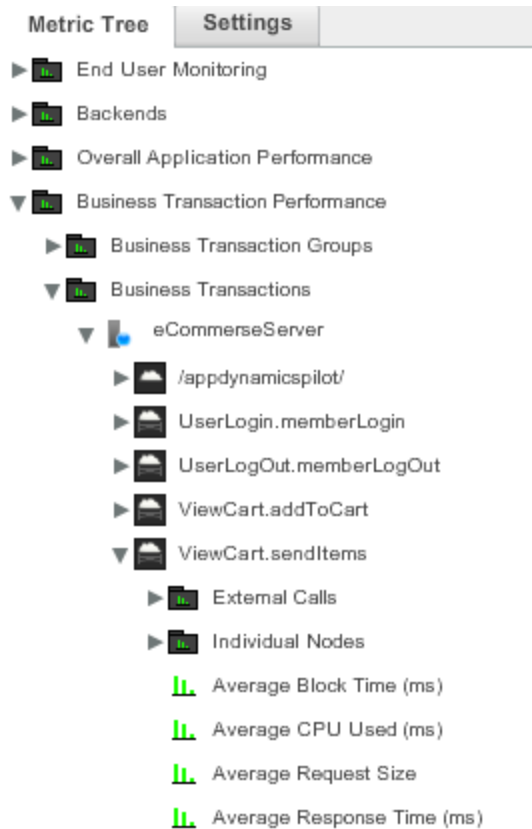 Metric Tree Settings
End User Monitoring
Backends
Overall Application Performance
Business Transaction Performance
Business Transaction Groups
Business Transactions
eCommerseServer
/appdynamicspilot/
UserLogin.memberLogin
UserLogOut.memberLogOut
ViewCart.addToCart
ViewCart.sendItems
External Calls
Individual Nodes
Average Block Time (ms)
Average CPU Used (ms)
Average Request Size
Average Response Time (ms)